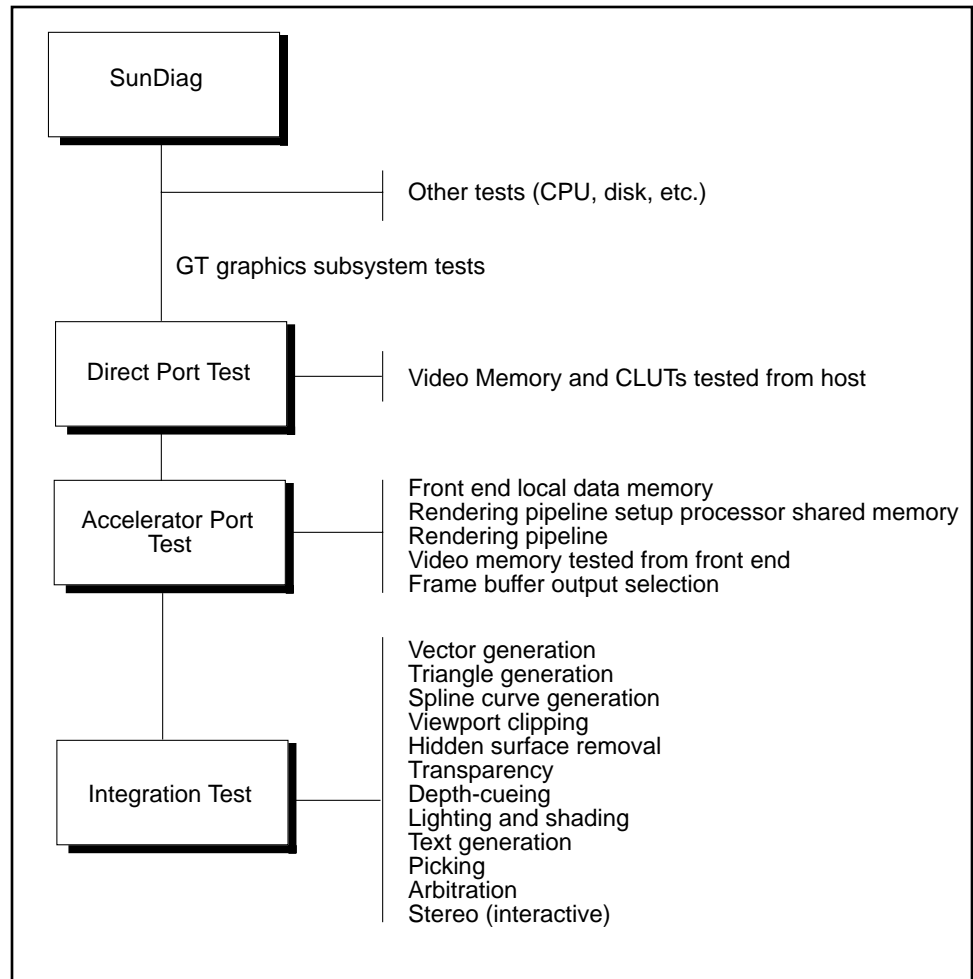 SunDiag
Other tests (CPU, disk, etc.)
GT graphics subsystem tests
Direct Port Test
Video Memory and CLUTs tested from host
Accelerator Port
Test
Front end local data memory
Rendering pipeline setup processor shared memory
Rendering pipeline
Video memory tested from front end
Frame buffer output selection
Integration Test
Vector generation
Triangle generation
Spline curve generation
Viewport clipping
Hidden surface removal
Transparency
Depth-cueing
Lighting and shading
Text generation
Picking
Arbitration
Stereo (interactive)